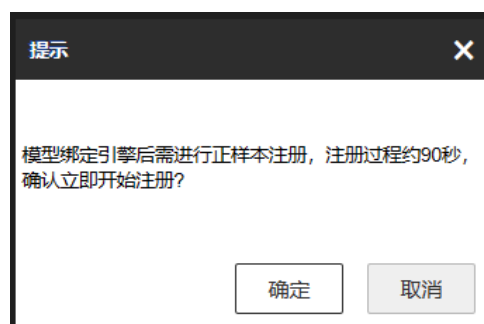 提示
模型绑定引擎后需进行正样本注册，注册过程约90秒，
确认立即开始注册?
确定
取消